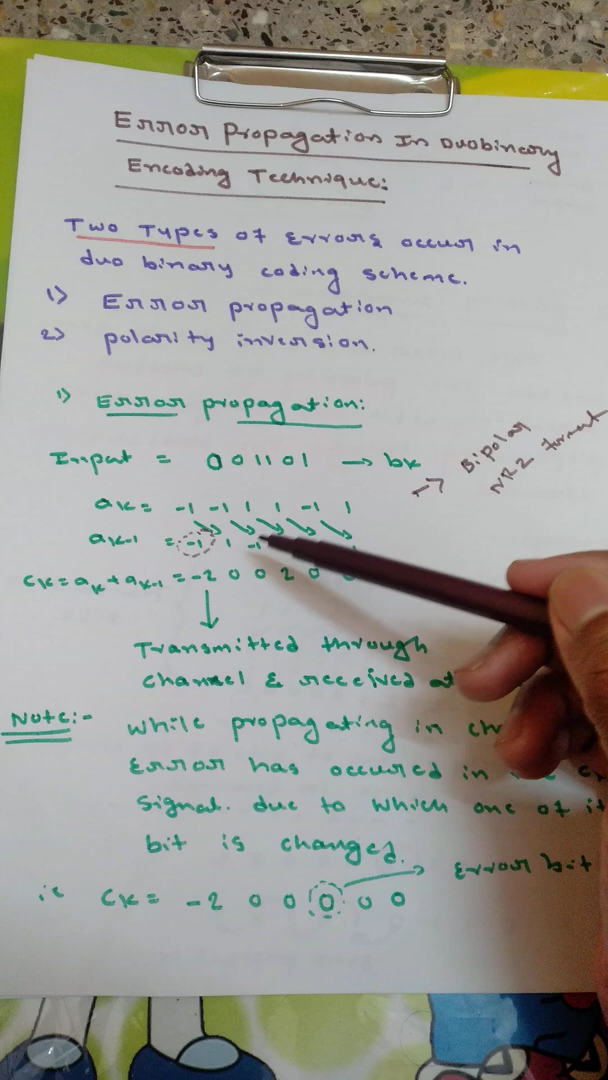 Error Propagation In Duobinary
Encoding Technique:
Two Types of Errors occur in
duo binary coding scheme.
1) Error propagation
2) polarity inversion.
1) Error propagation:
Input = 001101 → bk
→ Bipolar
NRZ format
ak = -1 -1 1 1 -1 1
ak-1 = -1 1 -1
Ck = ak + ak-1 = -2 0 0 2 0
Transmitted through
channel & received at
Note:- While propagating in ch
Error has occured in
signal. due to which one of it
bit is changed.
Error bit
ie Ck = -2 0 0 0 0 0